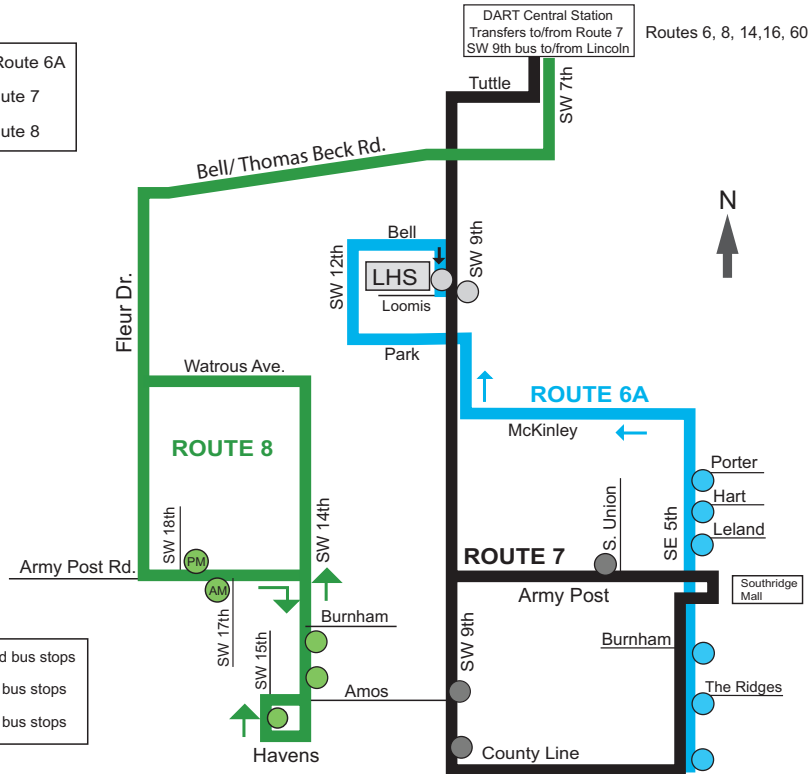 DART Central Station
Transfers to/from Route 7
SW 9th bus to/from Lincoln
Routes 6, 8, 14,16, 60
Route 6A
7
8
Tuttle
SW 7th
Bell/ Thomas Beck Rd.
N
Bell
SW 9th
SW 12th
LHS
Loomis
Fleur Dr.
Park
Watrous Ave.
ROUTE 6A
McKinley
ROUTE 8
Porter
Hart
Leland
SW 18th
SW 14th
S. Union
SE 5th
PM
ROUTE 7
Army Post Rd.
AM
Army Post
Southridge
Mall
SW 17th
Burnham
Burnham
SW 15th
SW 9th
bus stops
bus stops
bus stops
Amos
The Ridges
Havens
County Line